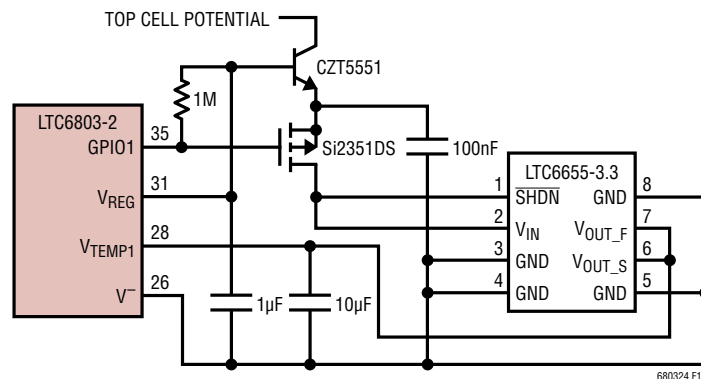 TOP CELL POTENTIAL
CZT5551
1M
LTC6803-2
35
GPIO1
Si2351DS
100nF
LTC6655-3.3
31
VREG
1
SHDN
GND
8
2
VIN
VOUT_F
7
28
VTEMP1
3
GND
VOUT_S
6
26
V–
1µF
10µF
4
GND
GND
5
680324 F1